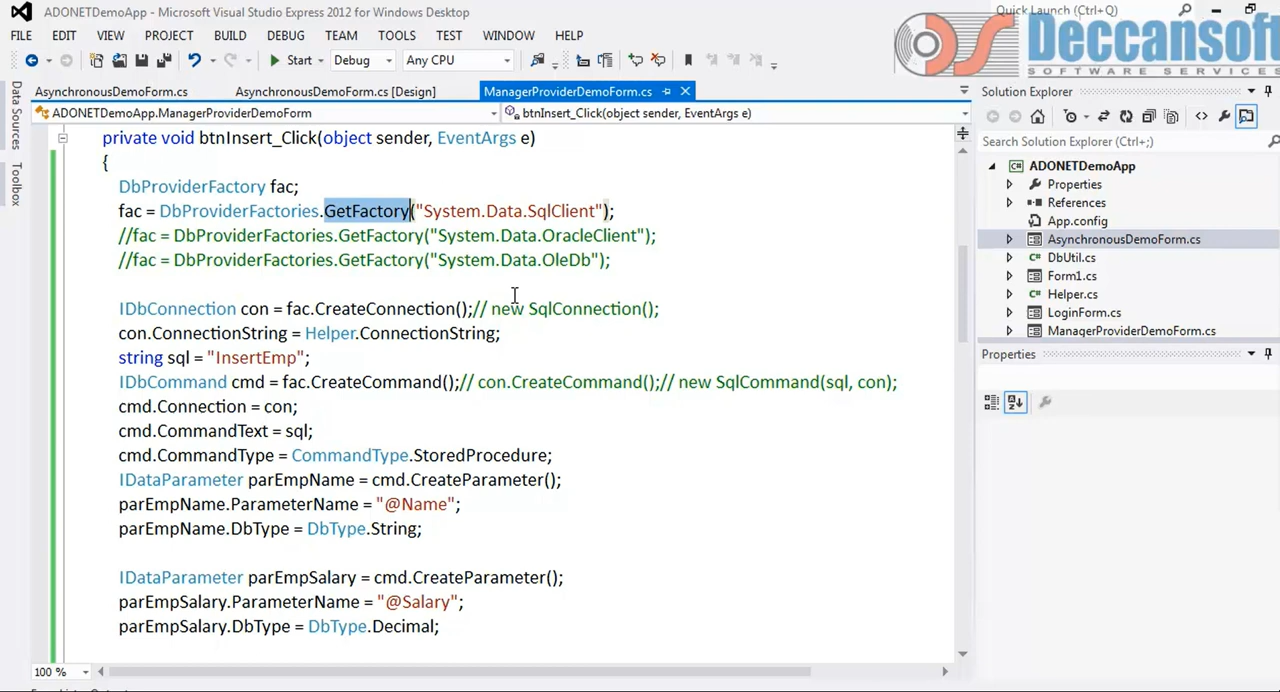 ADONETDemoApp - Microsoft Visual Studio Express 2012 for Windows Desktop
Quick Launch (Ctrl+Q)
FILE EDIT VIEW PROJECT BUILD DEBUG TEAM TOOLS TEST WINDOW HELP
DS Deccansoft
SOFTWARE SERVICES
Start Debug Any CPU
AsynchronousDemoForm.cs AsynchronousDemoForm.cs [Design] ManagerProviderDemoForm.cs
ADONETDemoApp.ManagerProviderDemoForm btnInsert_Click(object sender, EventArgs e)
Data Sources
Toolbox
private void btnInsert_Click(object sender, EventArgs e)
{
DbProviderFactory fac;
fac = DbProviderFactories.GetFactory("System.Data.SqlClient");
//fac = DbProviderFactories.GetFactory("System.Data.OracleClient");
//fac = DbProviderFactories.GetFactory("System.Data.OleDb");
IDbConnection con = fac.CreateConnection();// new SqlConnection();
con.ConnectionString = Helper.ConnectionString;
string sql = "InsertEmp";
IDbCommand cmd = fac.CreateCommand();// con.CreateCommand();// new SqlCommand(sql, con);
cmd.Connection = con;
cmd.CommandText = sql;
cmd.CommandType = CommandType.StoredProcedure;
IDataParameter parEmpName = cmd.CreateParameter();
parEmpName.ParameterName = "@Name";
parEmpName.DbType = DbType.String;
IDataParameter parEmpSalary = cmd.CreateParameter();
parEmpSalary.ParameterName = "@Salary";
parEmpSalary.DbType = DbType.Decimal;
100 %
Solution Explorer
Search Solution Explorer (Ctrl+;)
ADONETDemoApp
Properties
References
App.config
AsynchronousDemoForm.cs
DbUtil.cs
Form1.cs
Helper.cs
LoginForm.cs
ManagerProviderDemoForm.cs
Properties